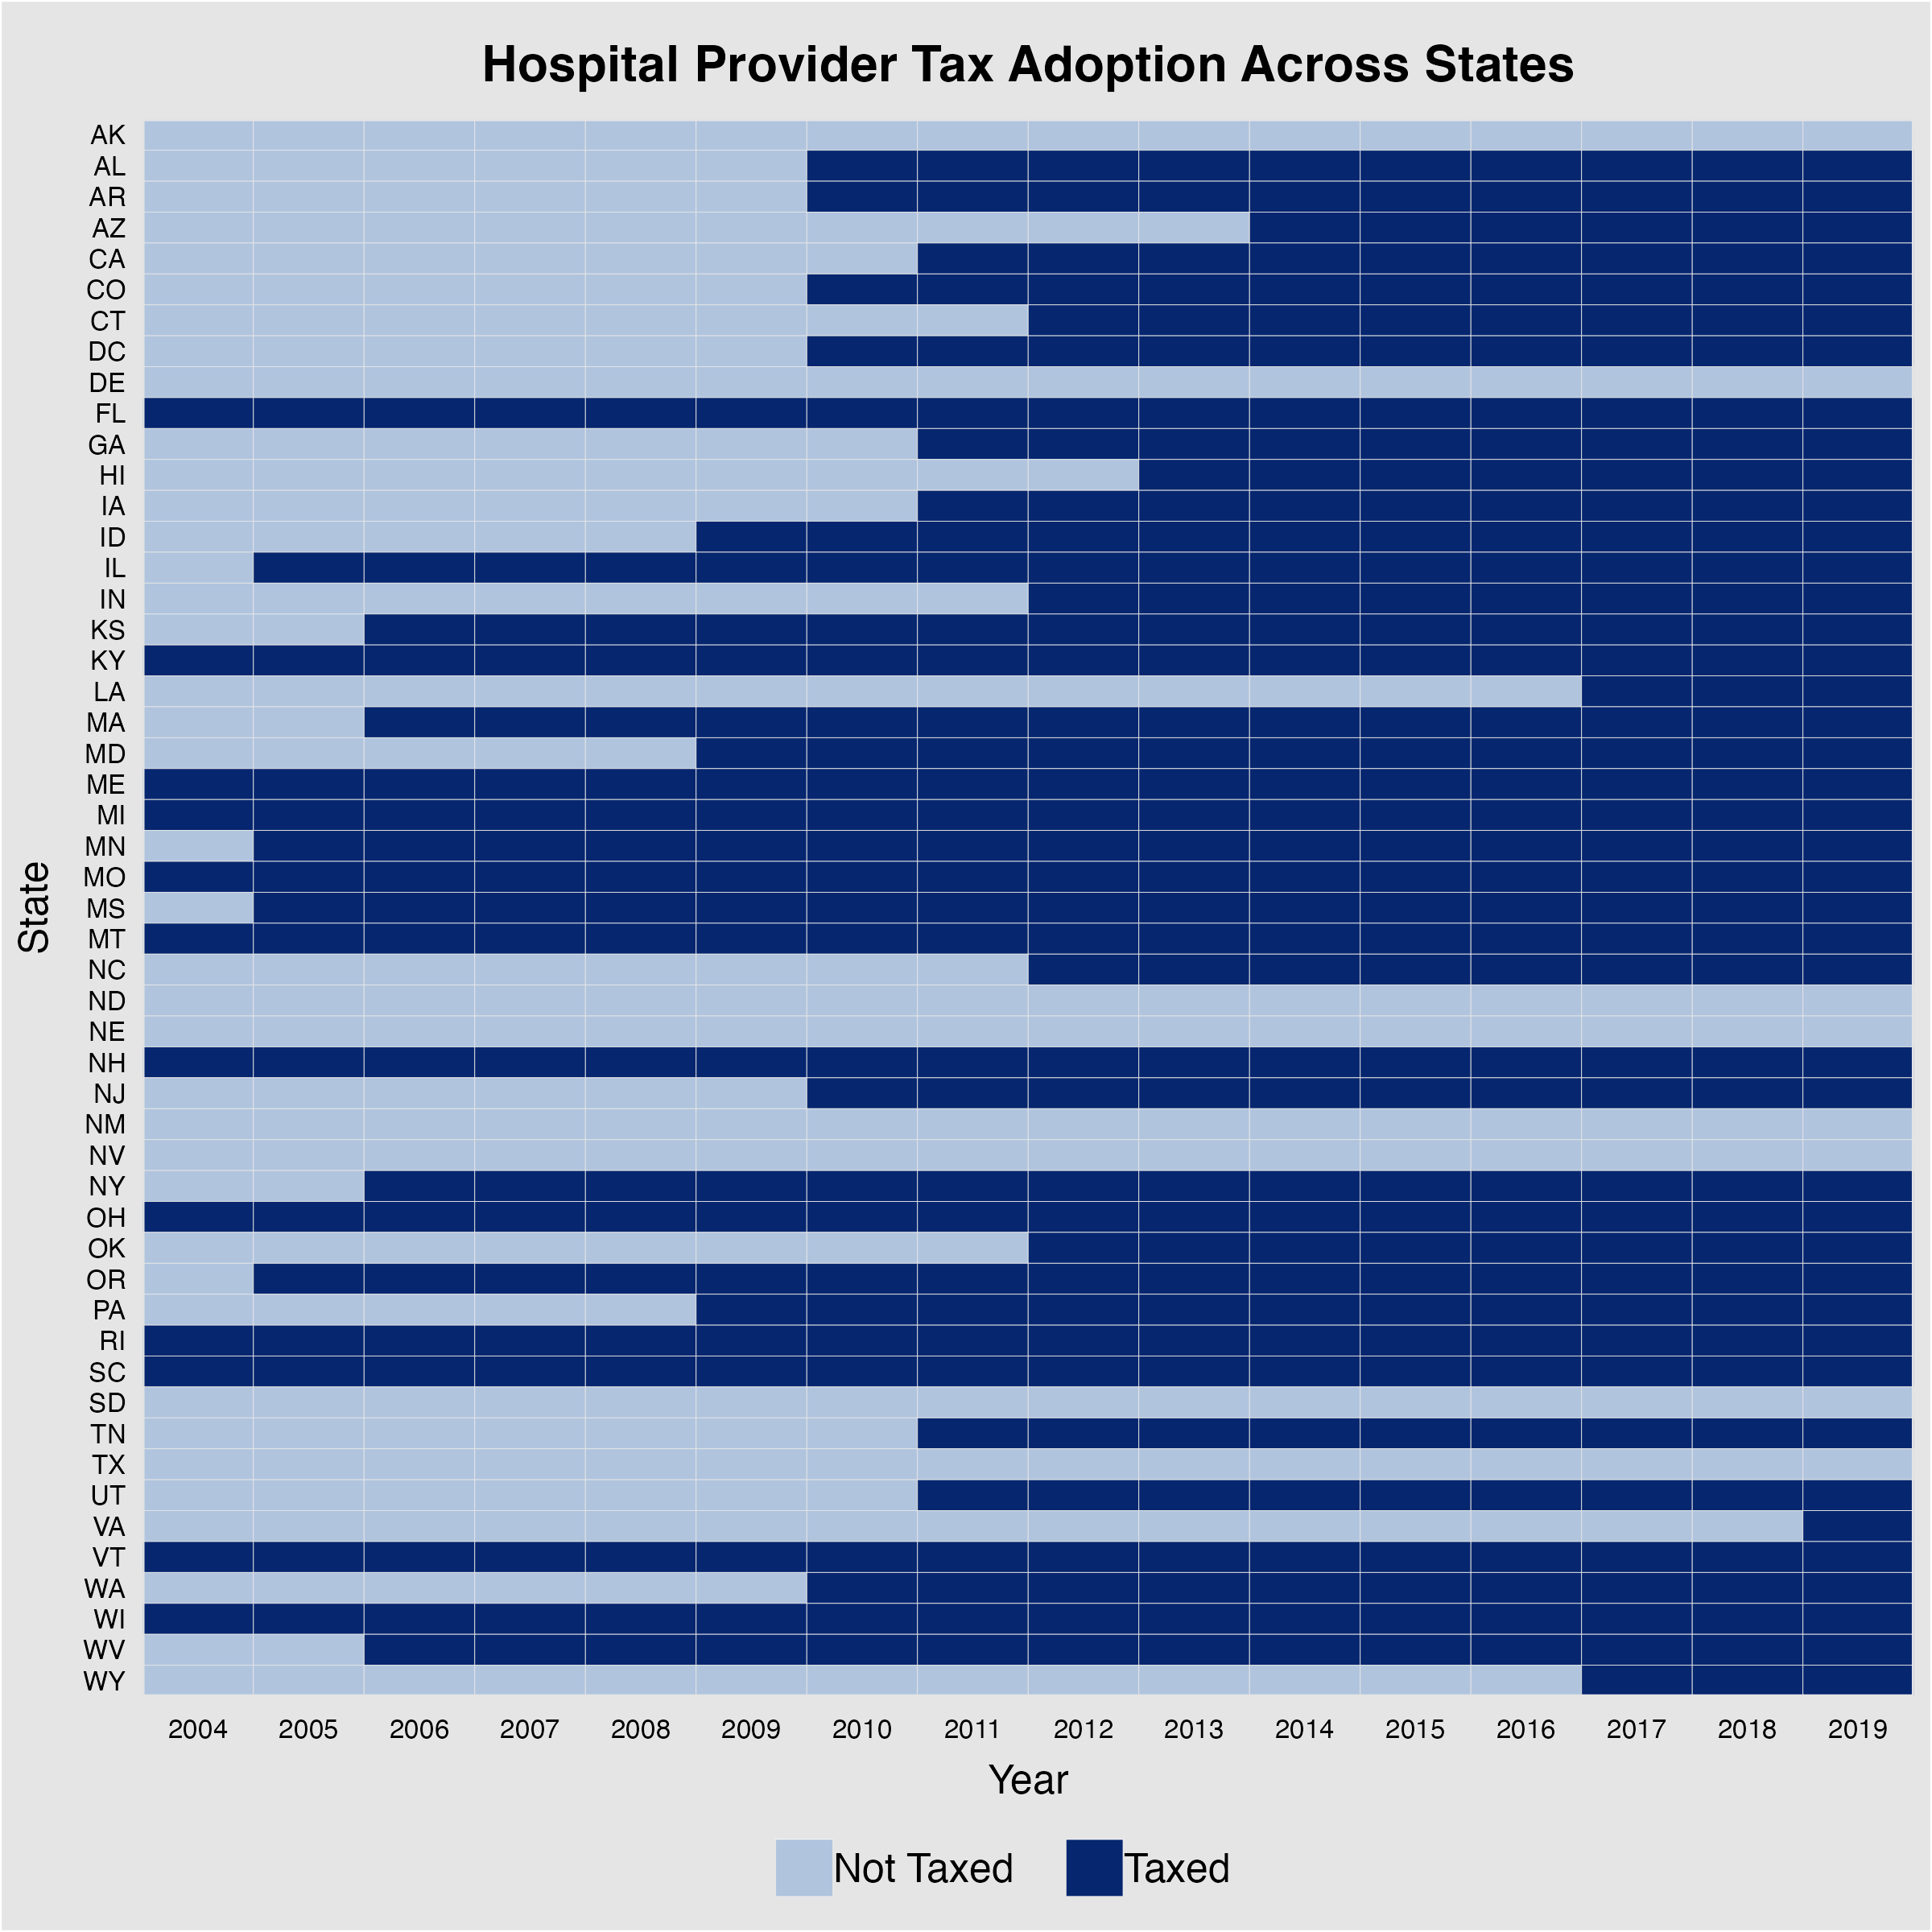 Hospital Provider Tax Adoption Across States
AK
AL
AR
AZ
CA
CO
CT
DC
DE
FL
GA
HI
IA
ID
IL
IN
KS
KY
LA
MA
MD
ME
MI
MN
MO
MS
MT
NC
ND
NE
NH
NJ
NM
NV
NY
OH
OK
OR
PA
RI
SC
SD
TN
TX
UT
VA
VT
WA
WI
WV
WY
State
2004 2005 2006 2007 2008 2009 2010 2011 2012 2013 2014 2015 2016 2017 2018 2019
Year
Not Taxed Taxed